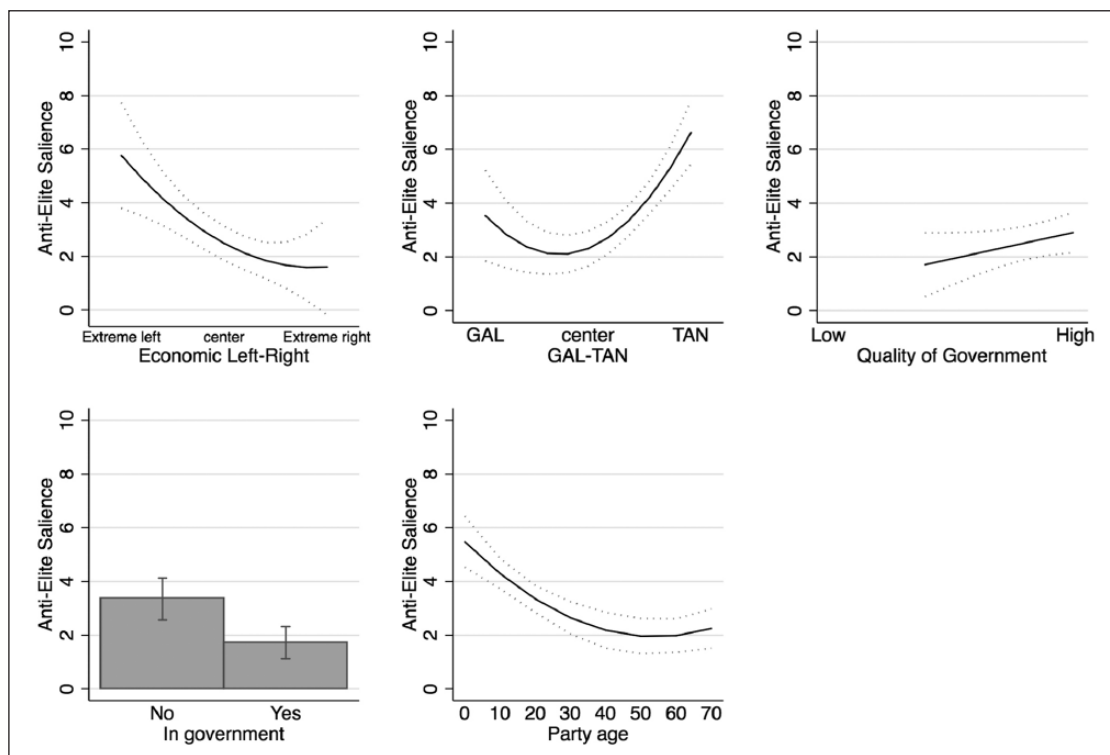 10
8
6
4
2
0
Anti-Elite Salience
Extreme left center Extreme right
Economic Left-Right
10
8
6
4
2
0
Anti-Elite Salience
GAL center TAN
GAL-TAN
10
8
6
4
2
0
Anti-Elite Salience
Low High
Quality of Government
10
8
6
4
2
0
Anti-Elite Salience
No Yes
In government
10
8
6
4
2
0
Anti-Elite Salience
0 10 20 30 40 50 60 70
Party age